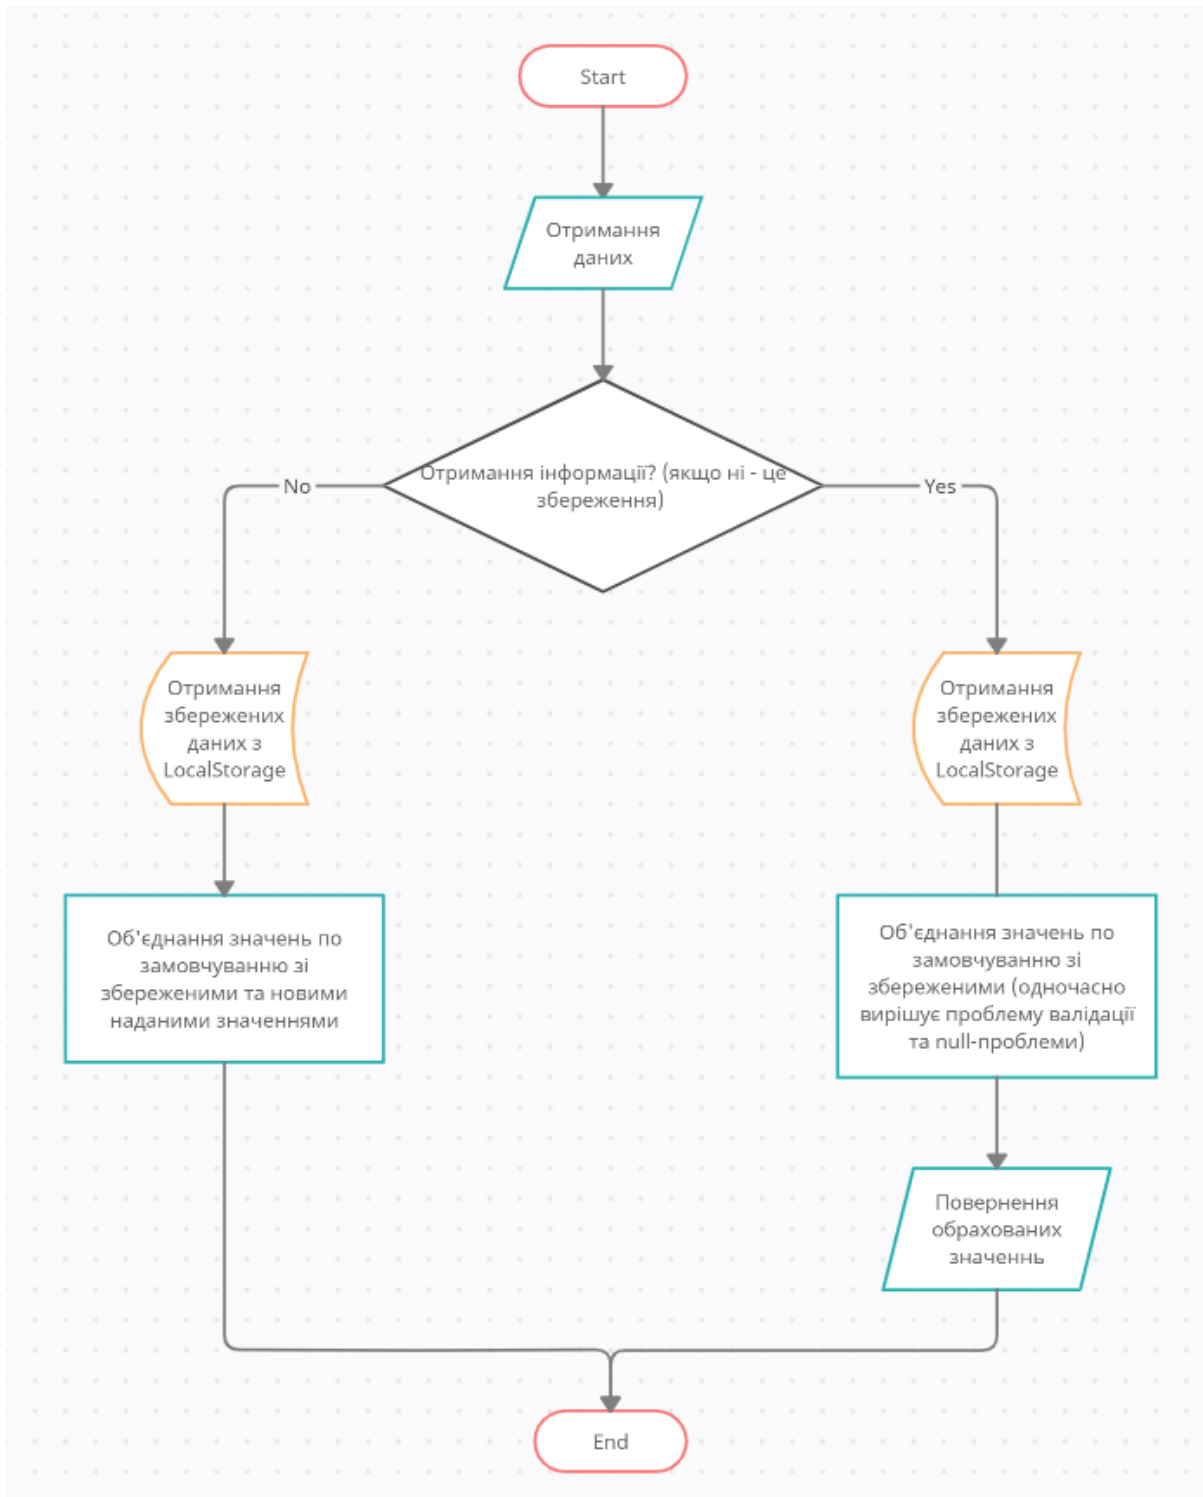 Start
Отримання
даних
Отримання інформації? (якщо ні - це
збереження)
No
Yes
Отримання
збережених
даних з
LocalStorage
Отримання
збережених
даних з
LocalStorage
Об'єднання значень по
замовчуванню зі
збереженими та новими
наданими значеннями
Об'єднання значень по
замовчуванню зі
збереженими (одночасно
вирішує проблему валідації
та null-проблеми)
Повернення
обрахованих
значеннь
End